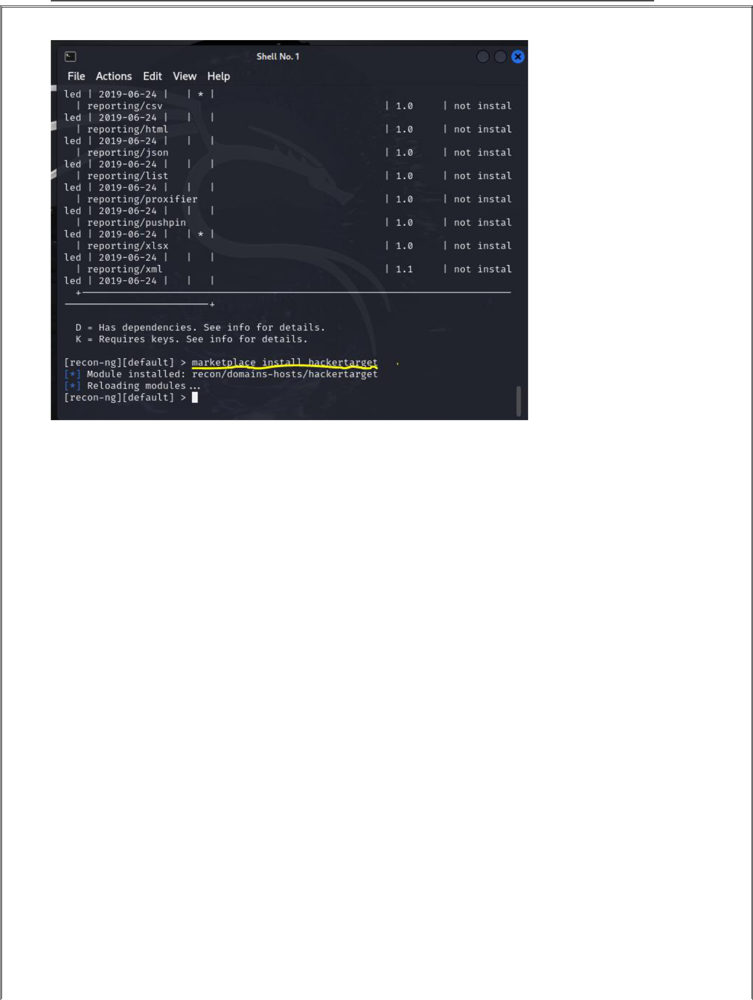 Shell No. 1
File Actions Edit View Help
led | 2019-06-24 | | * |
| reporting/csv | 1.0 | not instal
led | 2019-06-24 | | |
| reporting/html | 1.0 | not instal
led | 2019-06-24 | | |
| reporting/json | 1.0 | not instal
led | 2019-06-24 | | |
| reporting/list | 1.0 | not instal
led | 2019-06-24 | | |
| reporting/proxifier | 1.0 | not instal
led | 2019-06-24 | | |
| reporting/pushpin | 1.0 | not instal
led | 2019-06-24 | | * |
| reporting/xlsx | 1.0 | not instal
led | 2019-06-24 | | |
| reporting/xml | 1.1 | not instal
led | 2019-06-24 | | |
D = Has dependencies. See info for details.
K = Requires keys. See info for details.
[recon-ng][default] > marketplace install hackertarget
[*] Module installed: recon/domains-hosts/hackertarget
[*] Reloading modules...
[recon-ng][default] >